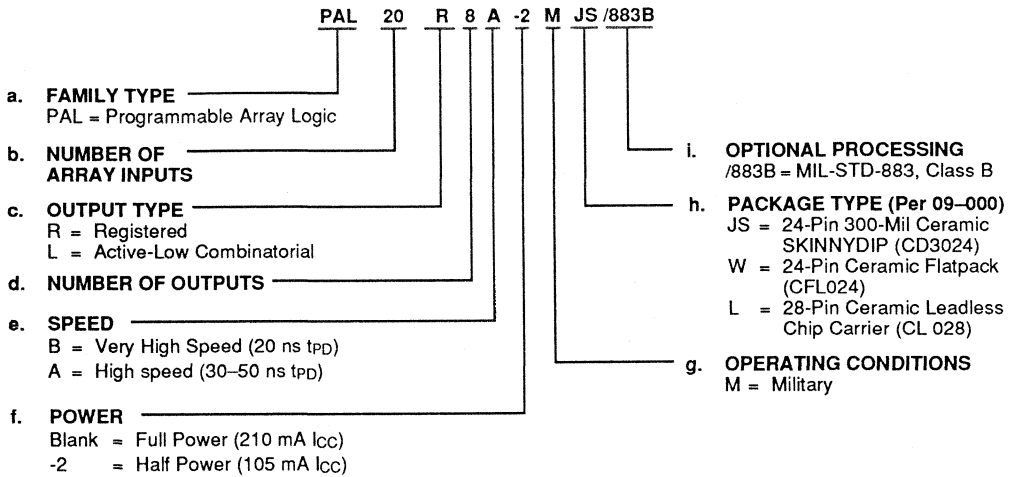 PAL 20 R 8 A -2 M JS /883B
a. FAMILY TYPE
PAL = Programmable Array Logic
b. NUMBER OF
ARRAY INPUTS
c. OUTPUT TYPE
R = Registered
L = Active-Low Combinatorial
d. NUMBER OF OUTPUTS
e. SPEED
B = Very High Speed (20 ns tPD)
A = High speed (30–50 ns tPD)
f. POWER
Blank = Full Power (210 mA ICC)
-2 = Half Power (105 mA ICC)
i. OPTIONAL PROCESSING
/883B = MIL-STD-883, Class B
h. PACKAGE TYPE (Per 09–000)
JS = 24-Pin 300-Mil Ceramic
SKINNYDIP (CD3024)
W = 24-Pin Ceramic Flatpack
(CFL024)
L = 28-Pin Ceramic Leadless
Chip Carrier (CL 028)
g. OPERATING CONDITIONS
M = Military